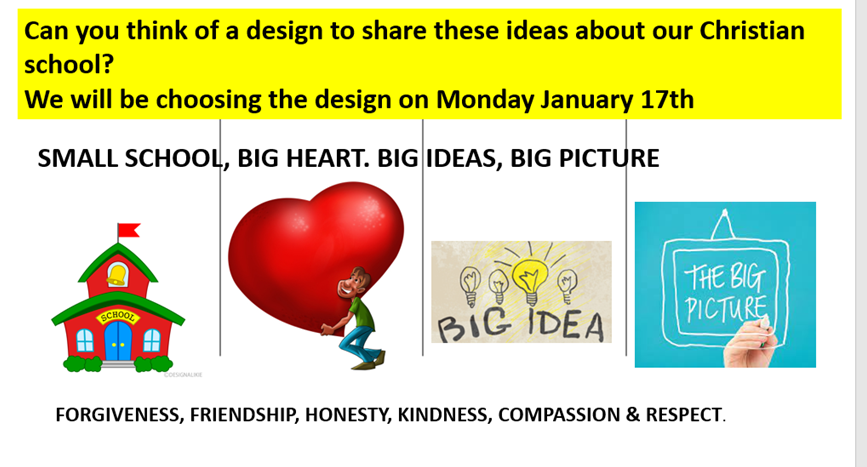 Can you think of a design to share these ideas about our Christian
school?
We will be choosing the design on Monday January 17th
SMALL SCHOOL, BIG HEART. BIG IDEAS, BIG PICTURE
SCHOOL
BIG IDEA
THE BIG
PICTURE
FORGIVENESS, FRIENDSHIP, HONESTY, KINDNESS, COMPASSION & RESPECT.